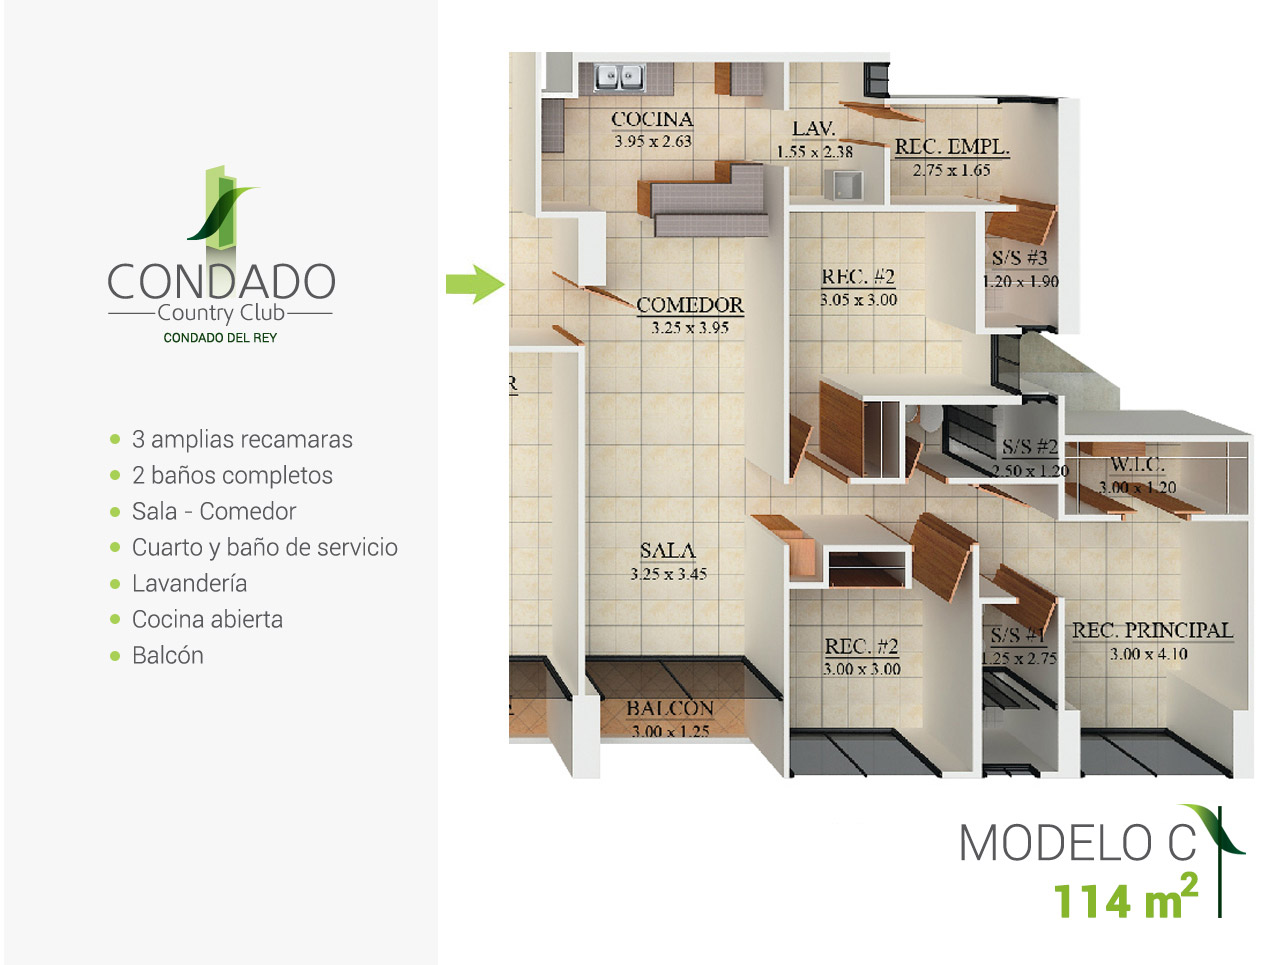 CONDADO
Country Club
CONDADO DEL REY
3 amplias recamaras
2 baños completos
Sala - Comedor
Cuarto y baño de servicio
Lavandería
Cocina abierta
Balcón
COCINA
3.95 x 2.63
LAV.
1.55 x 2.38
REC. EMPL.
2.75 x 1.65
S/S #3
1.20 x 1.90
REC. #2
3.05 x 3.00
COMEDOR
3.25 x 3.95
R
S/S #2
2.50 x 1.20
W.I.C.
3.00 x 1.20
SALA
3.25 x 3.45
REC. #2
3.00 x 3.00
S/S #1
1.25 x 2.75
REC. PRINCIPAL
3.00 x 4.10
BALCÓN
3.00 x 1.25
MODELO C
114 m²